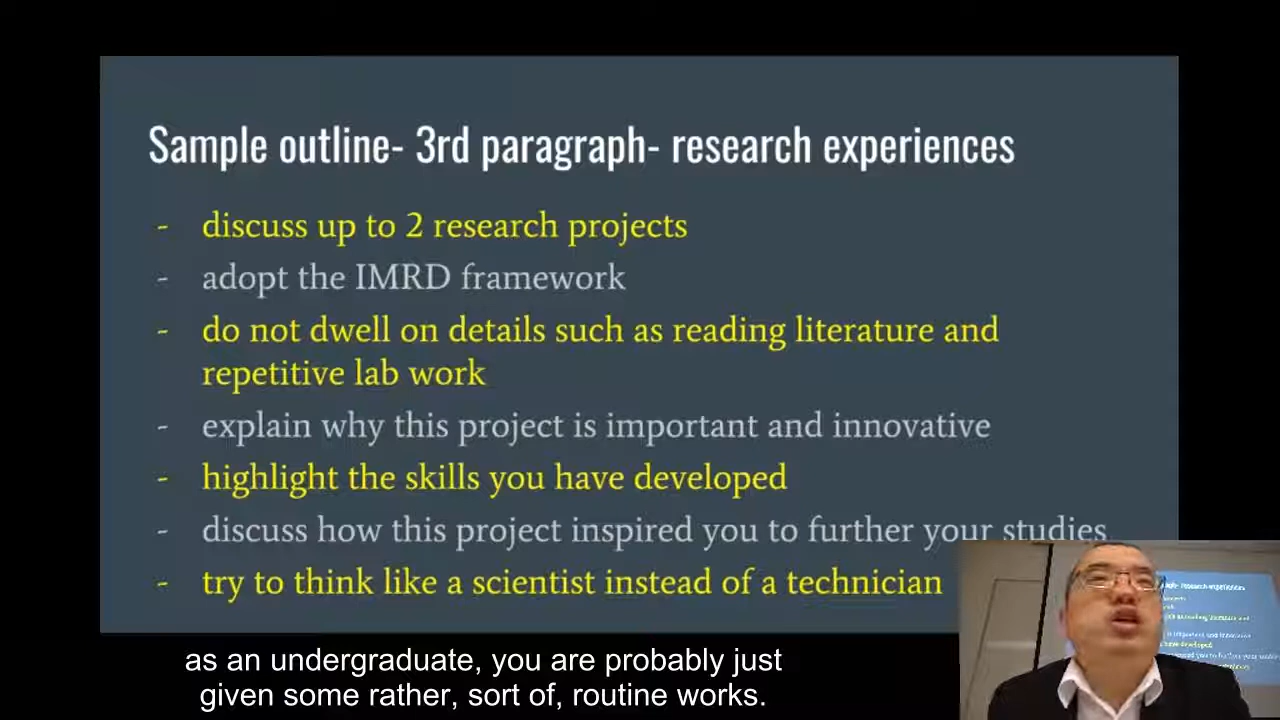 Sample outline- 3rd paragraph- research experiences
- discuss up to 2 research projects
- adopt the IMRD framework
- do not dwell on details such as reading literature and
repetitive lab work
- explain why this project is important and innovative
- highlight the skills you have developed
- discuss how this project inspired you to further your studies
- try to think like a scientist instead of a technician
as an undergraduate, you are probably just
given some rather, sort of, routine works.